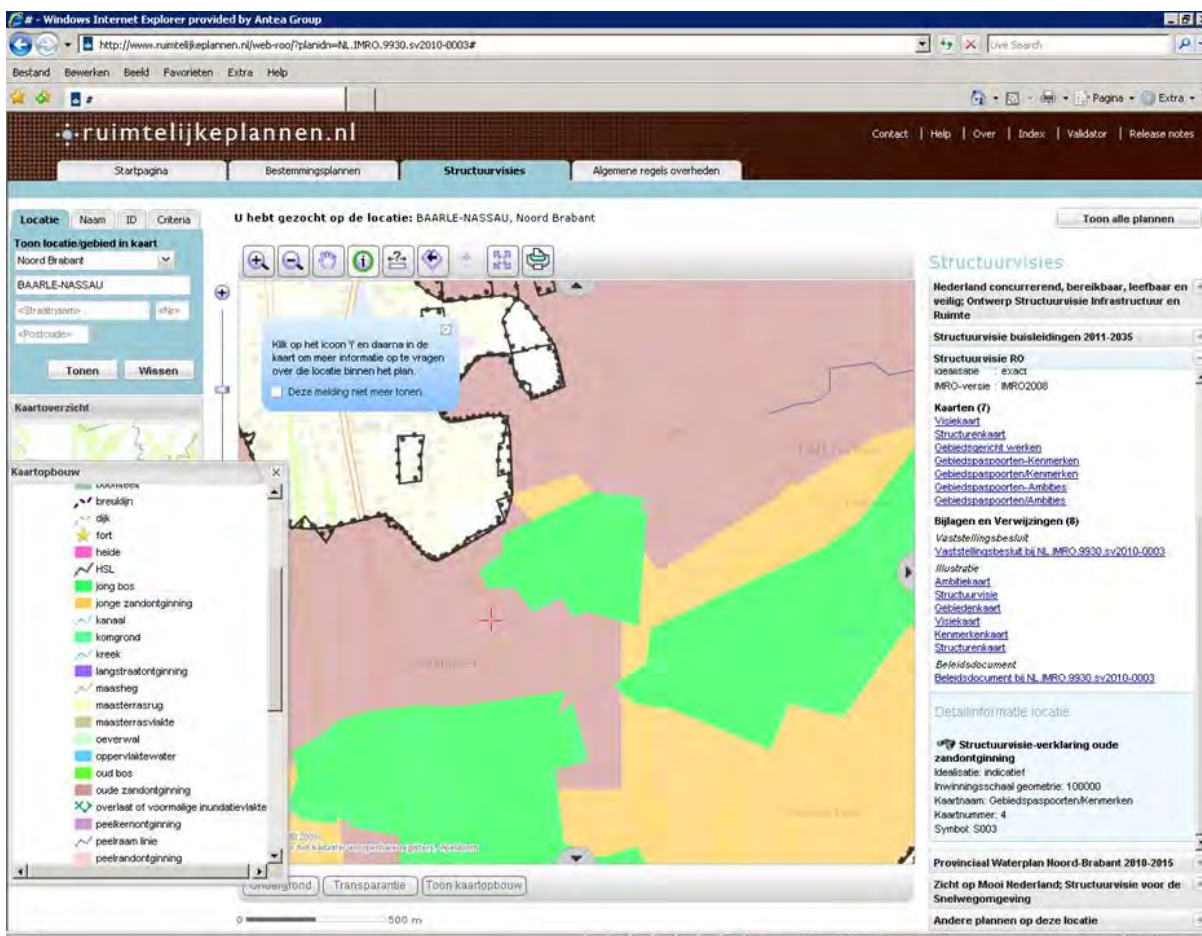 # - Windows Internet Explorer provided by Antea Group
http://www.ruimtelijkeplannen.nl/web-roo/?planidn=NL.IMRO.9930.sv2010-0003#
Live Search
Bestand Bewerken Beeld Favorieten Extra Help
#
Pagina Extra
ruimtelijkeplannen.nl
Contact | Help | Over | Index | Validator | Release notes
Startpagina Bestemmingsplannen Structuurvisies Algemene regels overheden
Locatie Naam ID Criteria
U hebt gezocht op de locatie: BAARLE-NASSAU, Noord Brabant
Toon alle plannen
Toon locatie/gebied in kaart
Noord Brabant
BAARLE-NASSAU
<Straatnaam> <Nr>
<Postcode>
Tonen Wissen
Kaartoverzicht
Kaartopbouw
boomteelt
breuklijn
dijk
fort
heide
HSL
jong bos
jonge zandontginning
kanaal
komgrond
kreek
langstraatontginning
maasheg
maasterrasrug
maasterrasvlakte
oeverwal
oppervlaktewater
oud bos
oude zandontginning
overlaat of voormalige inundatievlakte
peelkernontginning
peelraam linie
peelrandontginning
Klik op het icoon 'i' en daarna in de
kaart om meer informatie op te vragen
over die locatie binnen het plan.
Deze melding niet meer tonen.
Ondergrond Transparantie Toon kaartopbouw
0 500 m
Structuurvisies
Nederland concurrerend, bereikbaar, leefbaar en
veilig; Ontwerp Structuurvisie Infrastructuur en
Ruimte
Structuurvisie buisleidingen 2011-2035
Structuurvisie RO
Idealisatie : exact
IMRO-versie : IMRO2008
Kaarten (7)
Visiekaart
Structurenkaart
Gebiedsgericht werken
Gebiedspaspoorten-Kenmerken
Gebiedspaspoorten/Kenmerken
Gebiedspaspoorten-Ambities
Gebiedspaspoorten/Ambities
Bijlagen en Verwijzingen (8)
Vaststellingsbesluit
Vaststellingsbesluit bij NL.IMRO.9930.sv2010-0003
Illustratie
Ambitiekaart
Structuurvisie
Gebiedenkaart
Visiekaart
Kenmerkenkaart
Structurenkaart
Beleidsdocument
Beleidsdocument bij NL.IMRO.9930.sv2010-0003
Detailinformatie locatie
Structuurvisie-verklaring oude
zandontginning
Idealisatie: indicatief
Inwinningsschaal geometrie: 100000
Kaartnaam: Gebiedspaspoorten/Kenmerken
Kaartnummer: 4
Symbol: S003
Provinciaal Waterplan Noord-Brabant 2010-2015
Zicht op Mooi Nederland; Structuurvisie voor de
Snelwegomgeving
Andere plannen op deze locatie